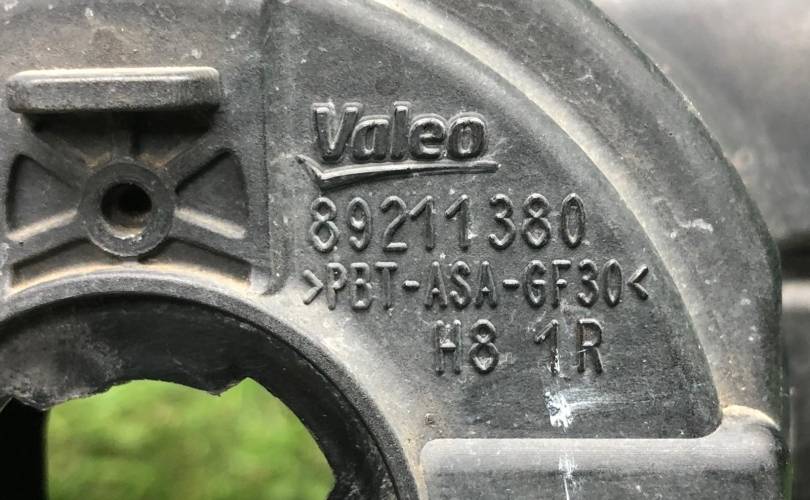 Valeo
89211380
>PBT-ASA-GF30<
H8 1R